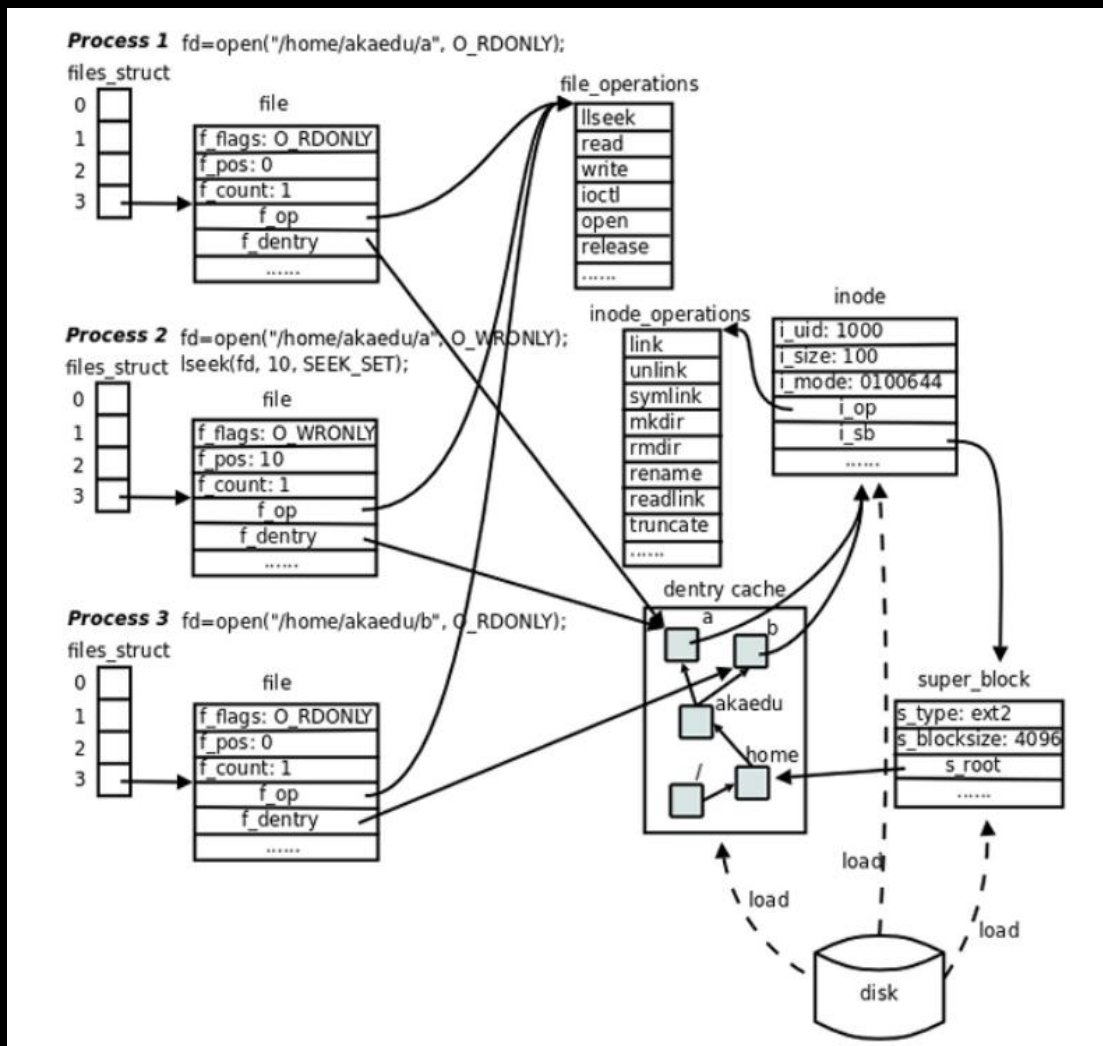 Process 1 fd=open("/home/akaedu/a", O_RDONLY);
files_struct
0
1
2
3
file
f_flags: O_RDONLY
f_pos: 0
f_count: 1
f_op
f_dentry
......
file_operations
llseek
read
write
ioctl
open
release
......
Process 2 fd=open("/home/akaedu/a", O_WRONLY);
files_struct lseek(fd, 10, SEEK_SET);
0
1
2
3
file
f_flags: O_WRONLY
f_pos: 10
f_count: 1
f_op
f_dentry
......
inode_operations
link
unlink
symlink
mkdir
rmdir
rename
readlink
truncate
......
inode
i_uid: 1000
i_size: 100
i_mode: 0100644
i_op
i_sb
......
Process 3 fd=open("/home/akaedu/b", O_RDONLY);
files_struct
0
1
2
3
file
f_flags: O_RDONLY
f_pos: 0
f_count: 1
f_op
f_dentry
......
dentry cache
a
b
akaedu
home
/
super_block
s_type: ext2
s_blocksize: 4096
s_root
......
load
load
load
disk